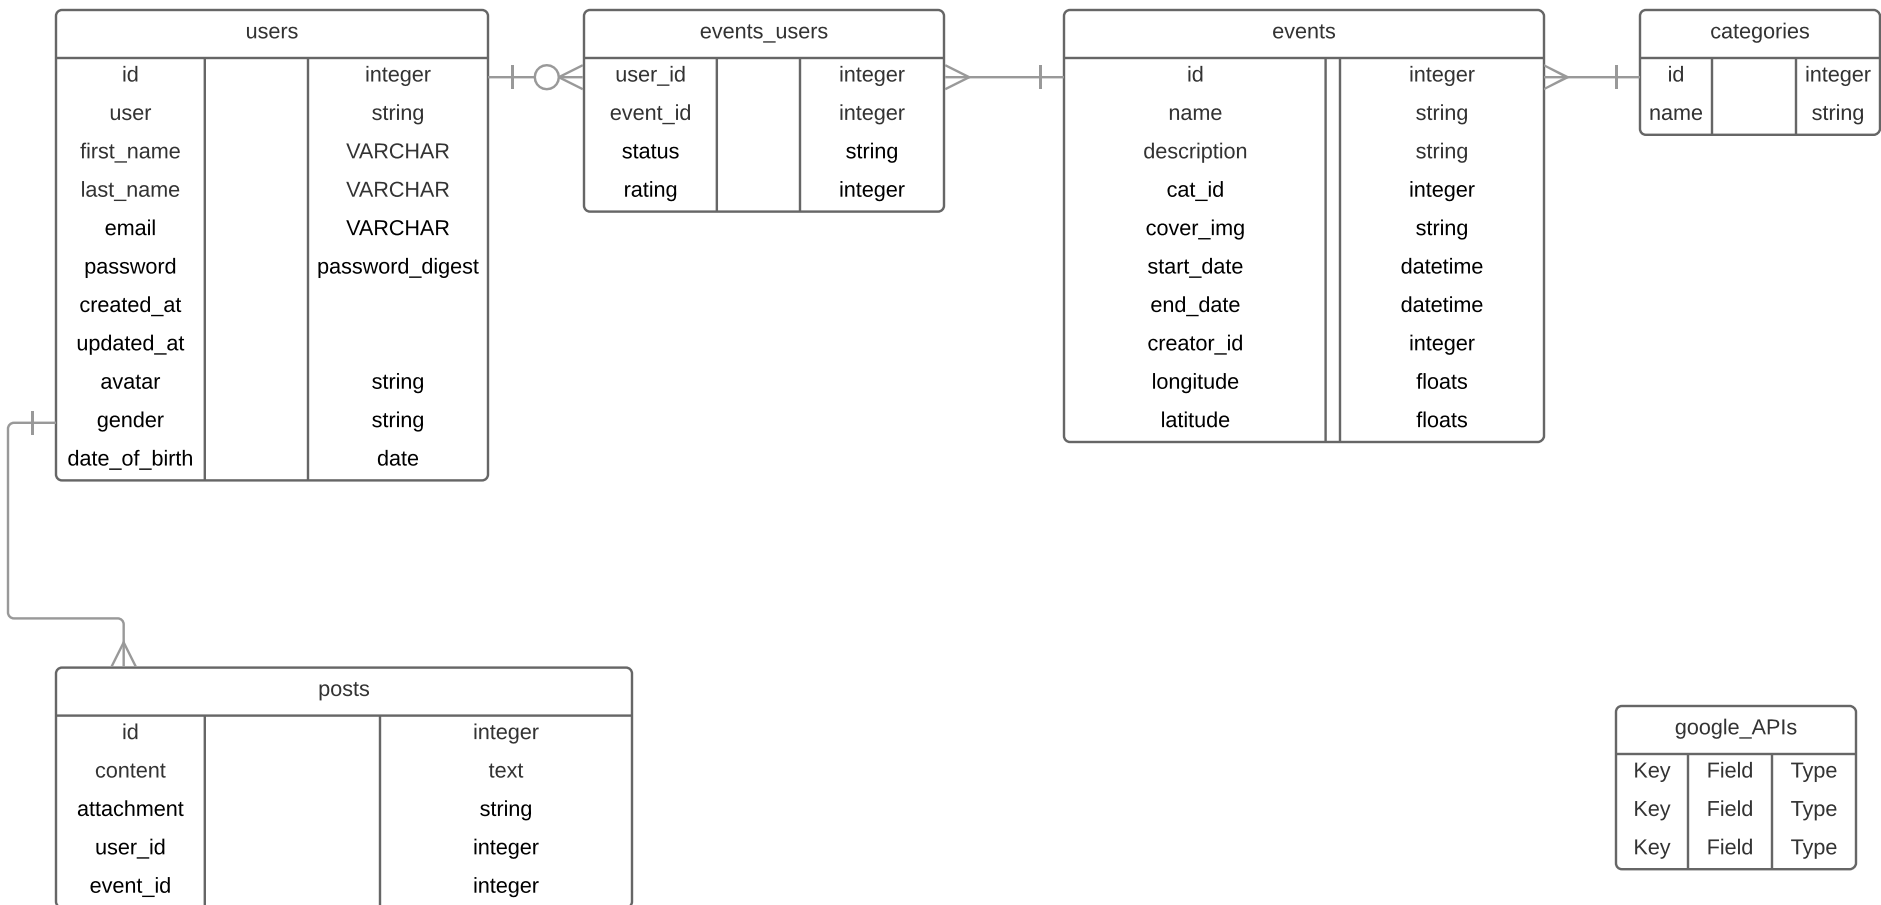 users
id integer
user string
first_name VARCHAR
last_name VARCHAR
email VARCHAR
password password_digest
created_at
updated_at
avatar string
gender string
date_of_birth date
events_users
user_id integer
event_id integer
status string
rating integer
events
id integer
name string
description string
cat_id integer
cover_img string
start_date datetime
end_date datetime
creator_id integer
longitude floats
latitude floats
categories
id integer
name string
posts
id integer
content text
attachment string
user_id integer
event_id integer
google_APIs
Key Field Type
Key Field Type
Key Field Type